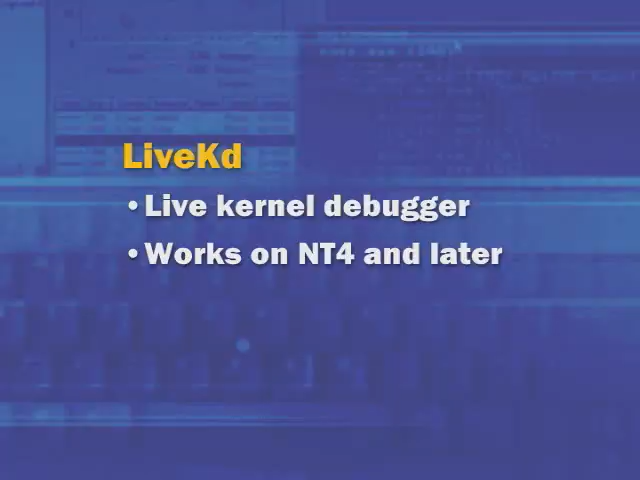 LiveKd
• Live kernel debugger
• Works on NT4 and later